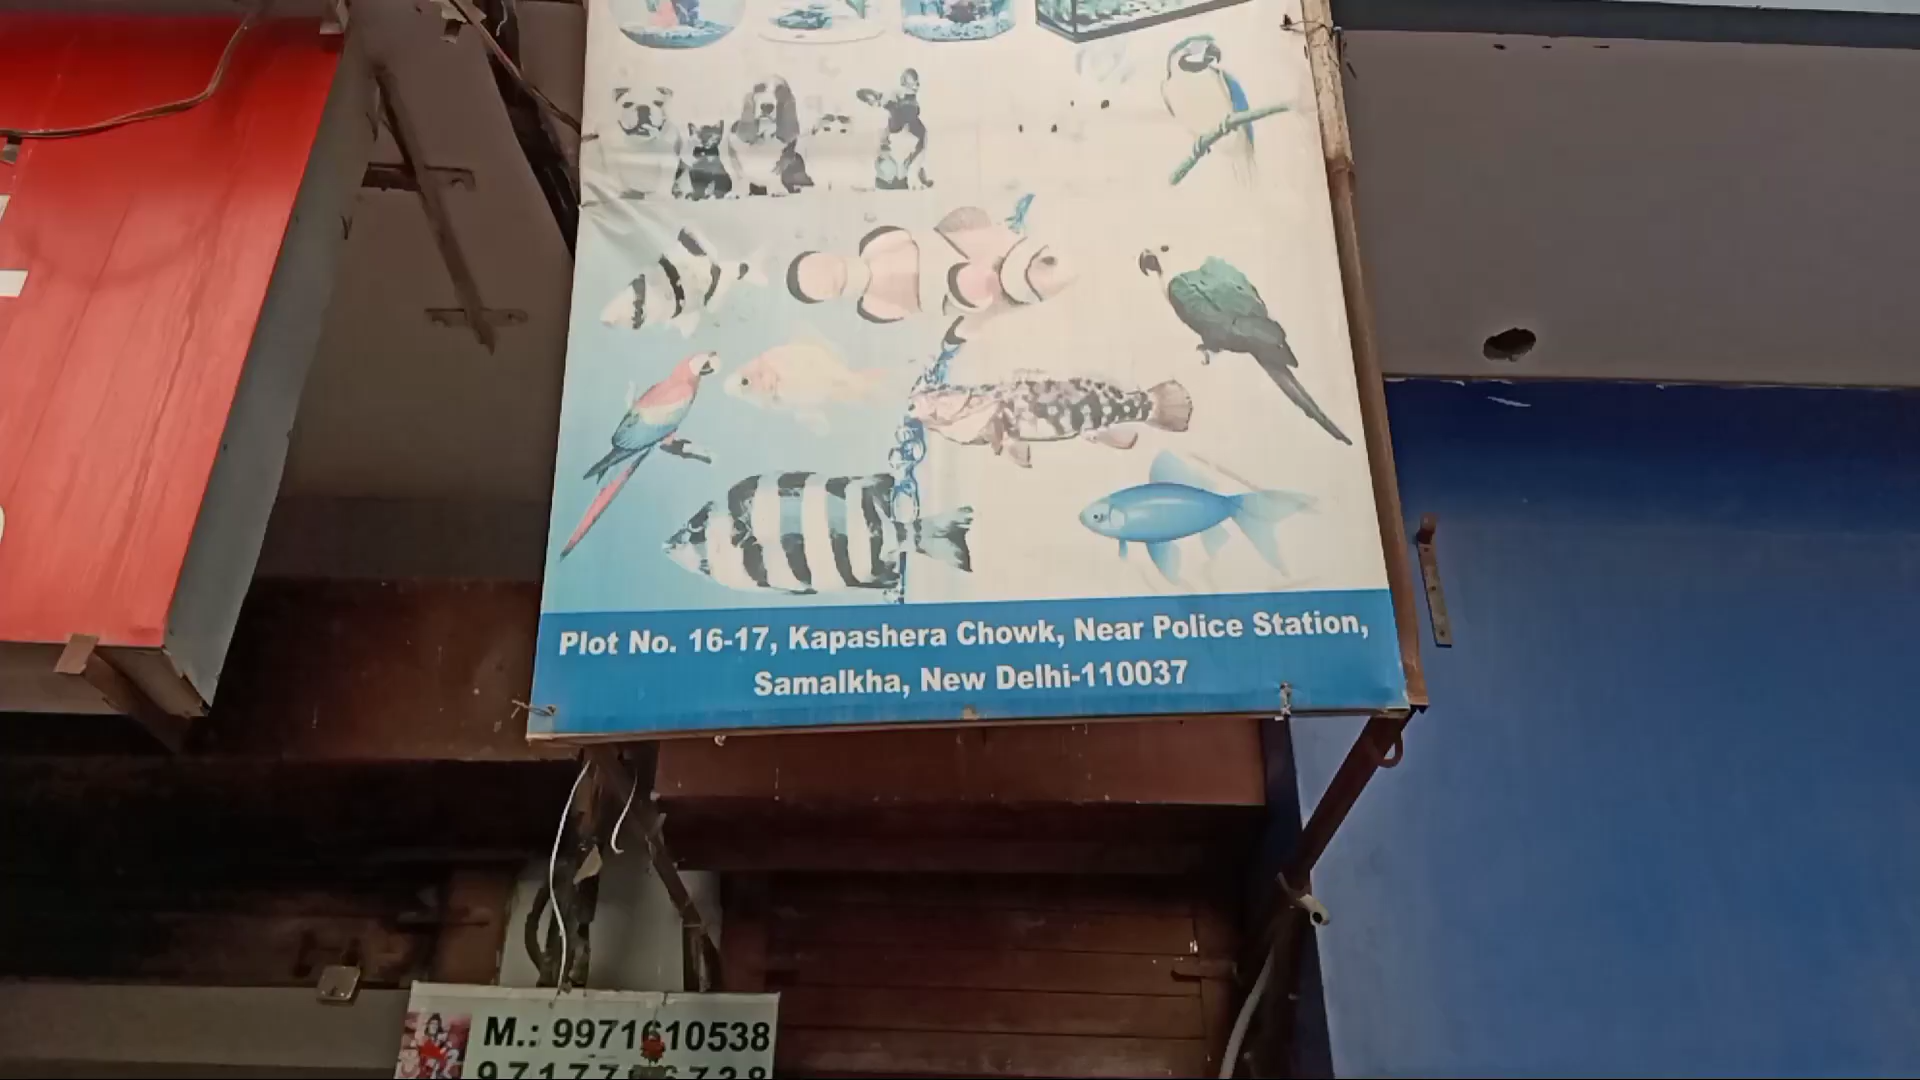 Plot No. 16-17, Kapashera Chowk, Near Police Station,
Samalkha, New Delhi-110037
M.: 9971610538